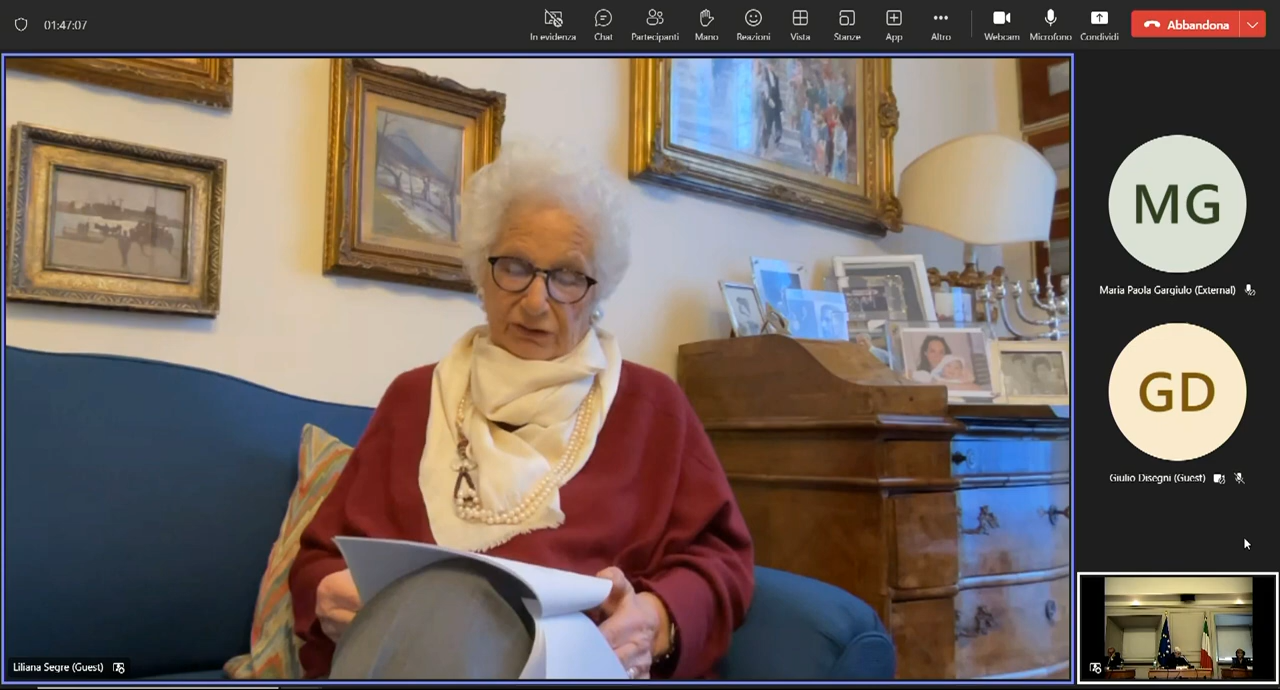 01:47:07
In evidenza
Chat
Partecipanti
Mano
Reazioni
Vista
Stanze
App
Altro
Webcam
Microfono
Condividi
Abbandona
MG
Maria Paola Gargiulo (External)
GD
Giulio Disegni (Guest)
Liliana Segre (Guest)